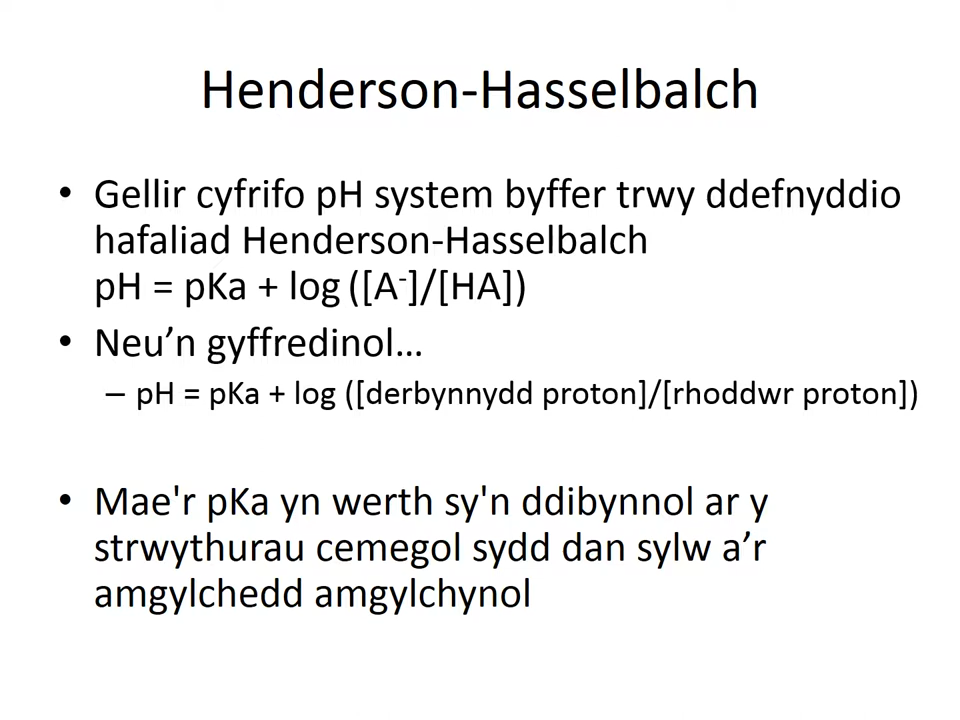 Henderson-Hasselbalch
• Gellir cyfrifo pH system byffer trwy ddefnyddio
hafaliad Henderson-Hasselbalch
pH = pKa + log ([A⁻]/[HA])
• Neu’n gyffredinol…
– pH = pKa + log ([derbynnydd proton]/[rhoddwr proton])
• Mae'r pKa yn werth sy'n ddibynnol ar y
strwythurau cemegol sydd dan sylw a’r
amgylchedd amgylchynol